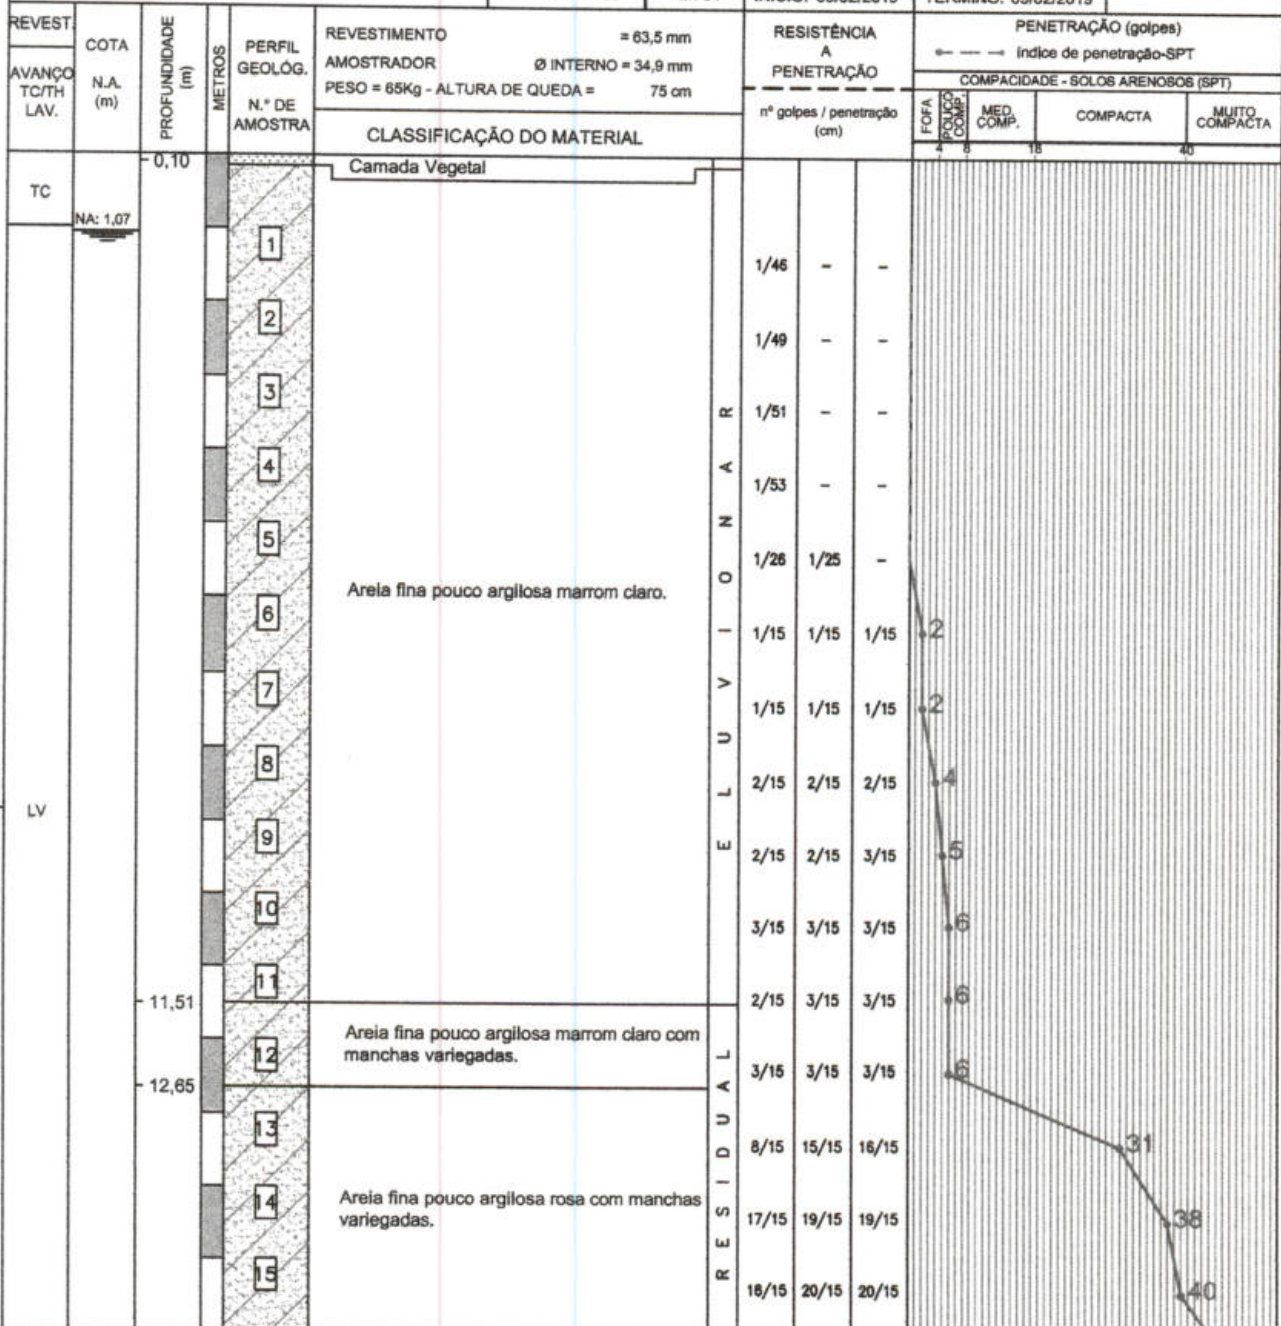 REVEST.
AVANÇO
TC/TH
LAV.
COTA
N.A.
(m)
PROFUNDIDADE
(m)
METROS
PERFIL
GEOLÓG.
N.° DE
AMOSTRA
REVESTIMENTO = 63,5 mm
AMOSTRADOR Ø INTERNO = 34,9 mm
PESO = 65Kg - ALTURA DE QUEDA = 75 cm
CLASSIFICAÇÃO DO MATERIAL
RESISTÊNCIA
A
PENETRAÇÃO
nº golpes / penetração
(cm)
PENETRAÇÃO (golpes)
índice de penetração-SPT
COMPACIDADE - SOLOS ARENOSOS (SPT)
FOFA
POUCO
COMP.
MED.
COMP.
COMPACTA
MUITO
COMPACTA
4 8 18 40
0,10
Camada Vegetal
TC
NA: 1,07
1 1/46 - -
2 1/49 - -
3 1/51 - -
4 1/53 - -
5 1/26 1/25 -
Areia fina pouco argilosa marrom claro.
6 1/15 1/15 1/15 2
7 1/15 1/15 1/15 2
8 2/15 2/15 2/15 4
LV
9 2/15 2/15 3/15 5
10 3/15 3/15 3/15 6
11 2/15 3/15 3/15 6
ELUVIONAR
11,51
Areia fina pouco argilosa marrom claro com
manchas variegadas.
12 3/15 3/15 3/15 6
12,65
13 8/15 15/15 16/15 31
Areia fina pouco argilosa rosa com manchas
variegadas.
14 17/15 19/15 19/15 38
15 18/15 20/15 20/15 40
RESIDUAL